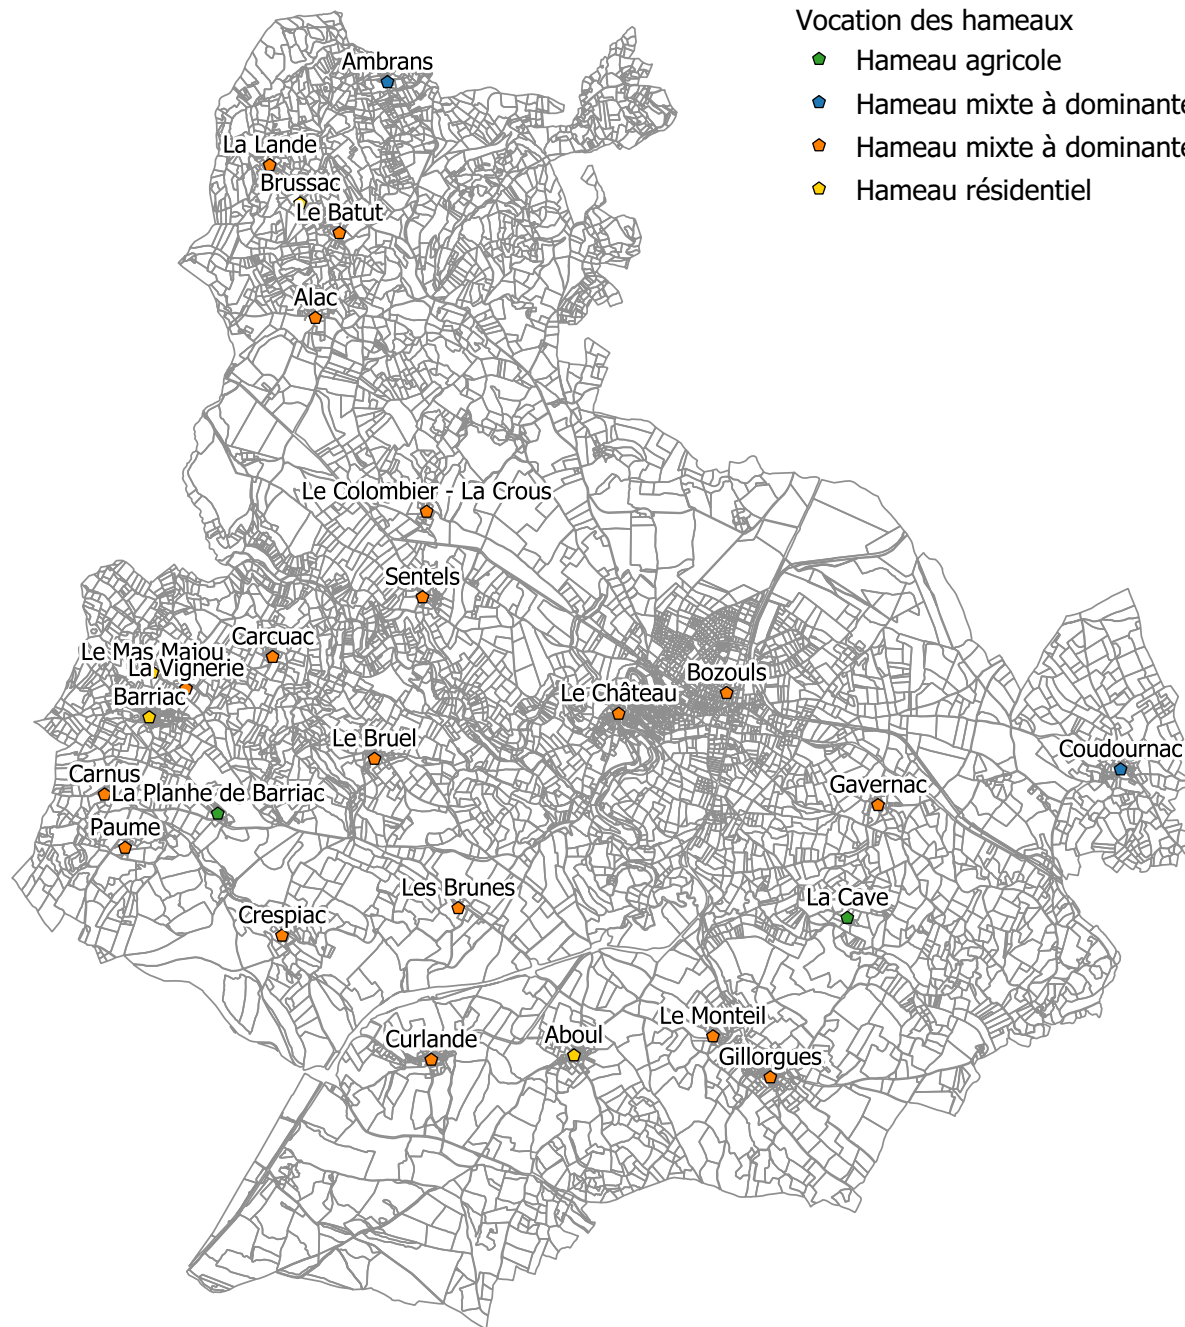 Vocation des hameaux
Hameau agricole
Hameau mixte à dominante
Hameau mixte à dominante
Hameau résidentiel
Ambrans
La Lande
Brussac
Le Batut
Alac
Le Colombier - La Crous
Sentels
Carcuac
Le Mas Majou
La Vignerie
Barriac
Bozouls
Le Château
Le Bruel
Coudournac
Carnus
La Planhe de Barriac
Gavernac
Paume
Les Brunes
La Cave
Crespiac
Le Monteil
Curlande
Aboul
Gillorgues